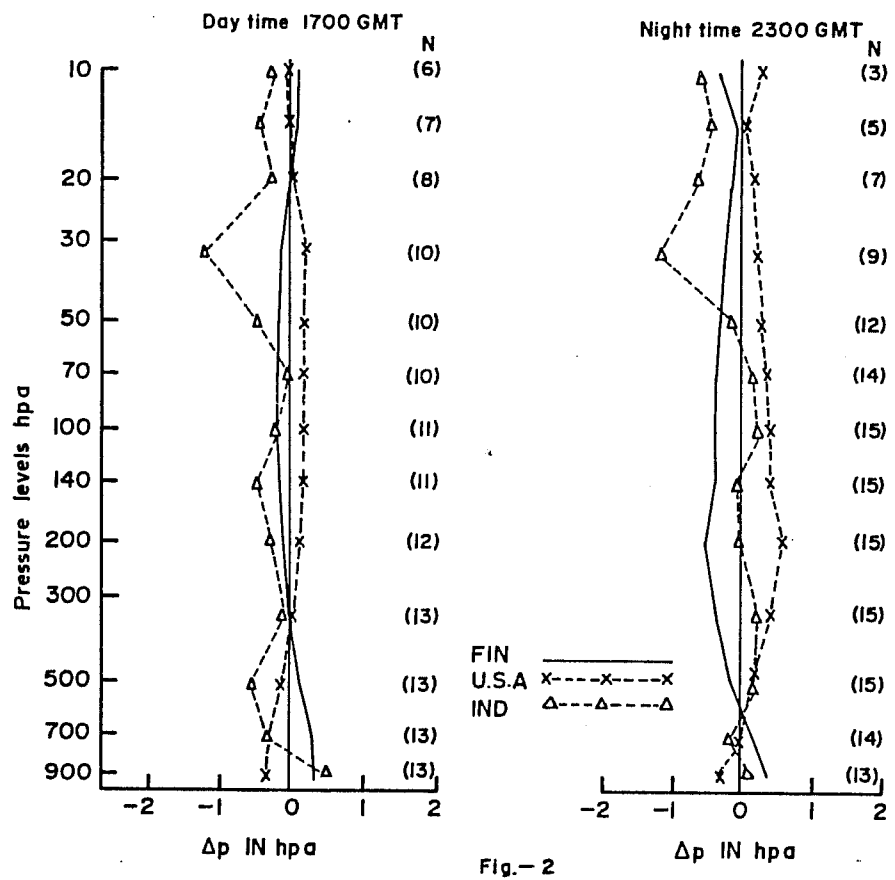 Day time 1700 GMT
N
10 (6)
(7)
20 (8)
30 (10)
50 (10)
70 (10)
100 (11)
140 (11)
200 (12)
300 (13)
500 (13)
700 (13)
900 (13)
-2 -1 0 1 2
Pressure levels hpa
Δp IN hpa
Night time 2300 GMT
N
(3)
(5)
(7)
(9)
(12)
(14)
(15)
(15)
(15)
(15)
(15)
(14)
(13)
FIN
U.S.A
IND
-2 -1 0 1 2
Δp IN hpa
Fig.-2